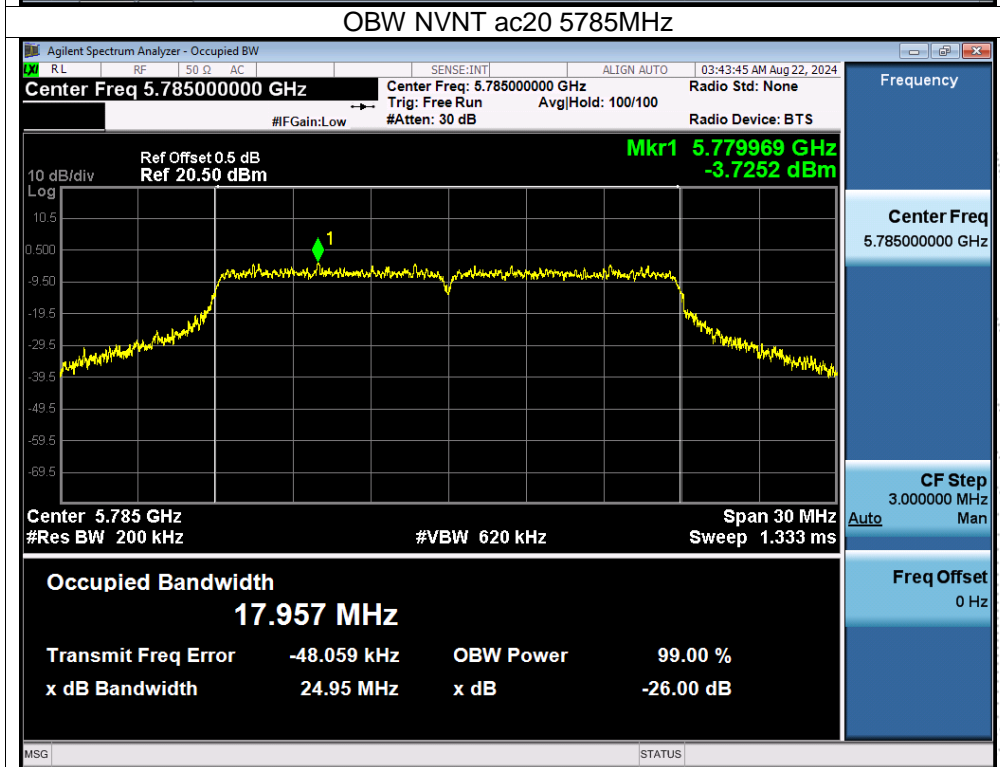 OBW NVNT ac20 5785MHz
Agilent Spectrum Analyzer - Occupied BW
LXI RL RF 50 Ω AC SENSE:INT ALIGN AUTO 03:43:45 AM Aug 22, 2024
Center Freq 5.785000000 GHz
Center Freq: 5.785000000 GHz Radio Std: None
Trig: Free Run Avg|Hold: 100/100
#IFGain:Low #Atten: 30 dB Radio Device: BTS
Frequency
Mkr1 5.779969 GHz
-3.7252 dBm
Ref Offset 0.5 dB
10 dB/div Ref 20.50 dBm
Log
10.5
0.500
-9.50
-19.5
-29.5
-39.5
-49.5
-59.5
-69.5
1
Center 5.785 GHz Span 30 MHz
#Res BW 200 kHz #VBW 620 kHz Sweep 1.333 ms
Center Freq
5.785000000 GHz
CF Step
3.000000 MHz
Auto Man
Freq Offset
0 Hz
Occupied Bandwidth
17.957 MHz
Transmit Freq Error -48.059 kHz OBW Power 99.00 %
x dB Bandwidth 24.95 MHz x dB -26.00 dB
MSG STATUS